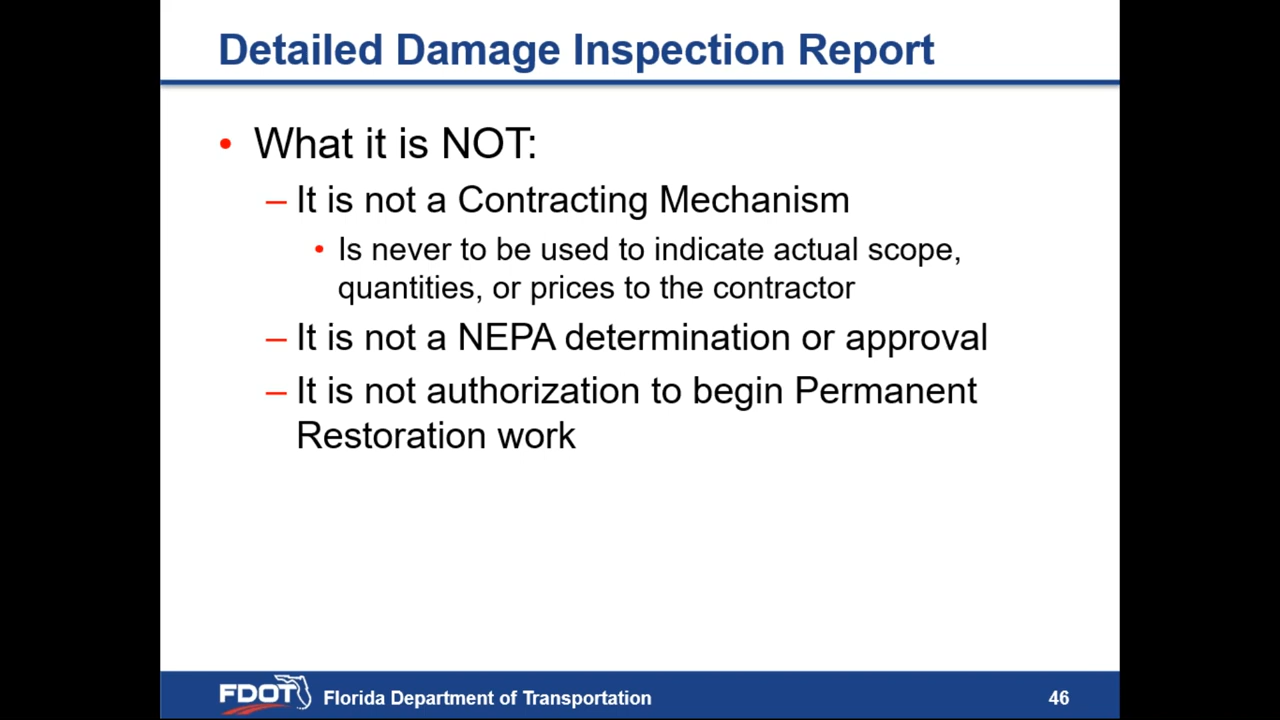 Detailed Damage Inspection Report
• What it is NOT:
– It is not a Contracting Mechanism
• Is never to be used to indicate actual scope,
quantities, or prices to the contractor
– It is not a NEPA determination or approval
– It is not authorization to begin Permanent
Restoration work
FDOT Florida Department of Transportation 46